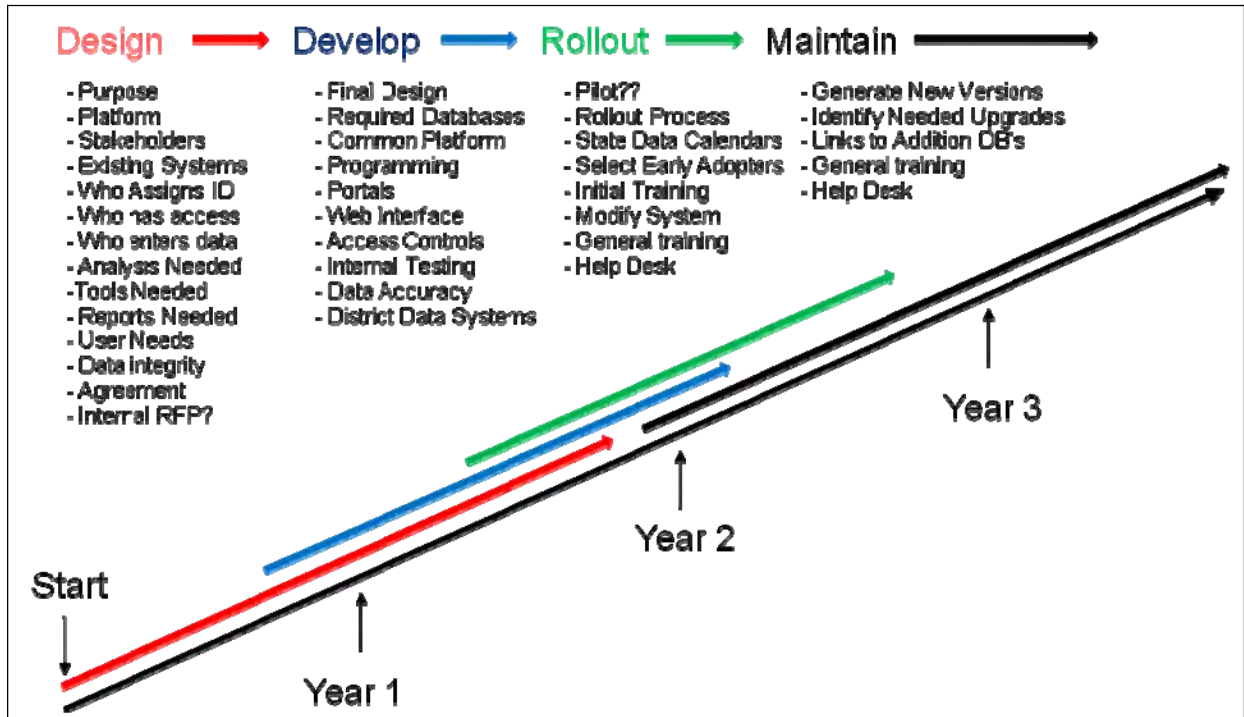 Design
Develop
Rollout
Maintain
- Purpose
- Platform
- Stakeholders
- Existing Systems
- Who Assigns ID
- Who has access
- Who enters data
- Analysis Needed
-Tools Needed
- Reports Needed
- User Needs
- Data integrity
- Agreement
- Internal RFP?
- Final Design
- Required Databases
- Common Platform
- Programming
- Portals
- Web Interface
- Access Controls
- Internal Testing
- Data Accuracy
- District Data Systems
- Pilot??
- Rollout Process
- State Data Calendars
- Select Early Adopters
- Initial Training
- Modify System
- General training
- Help Desk
- Generate New Versions
- Identify Needed Upgrades
- Links to Addition DB's
- General training
- Help Desk
Start
Year 1
Year 2
Year 3